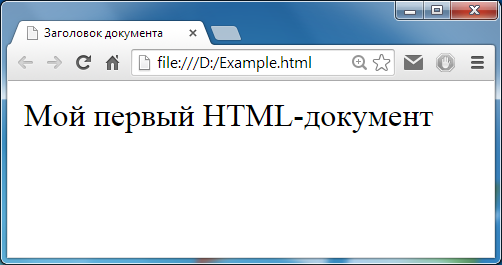 Заголовок документа
file:///D:/Example.html
Мой первый HTML-документ